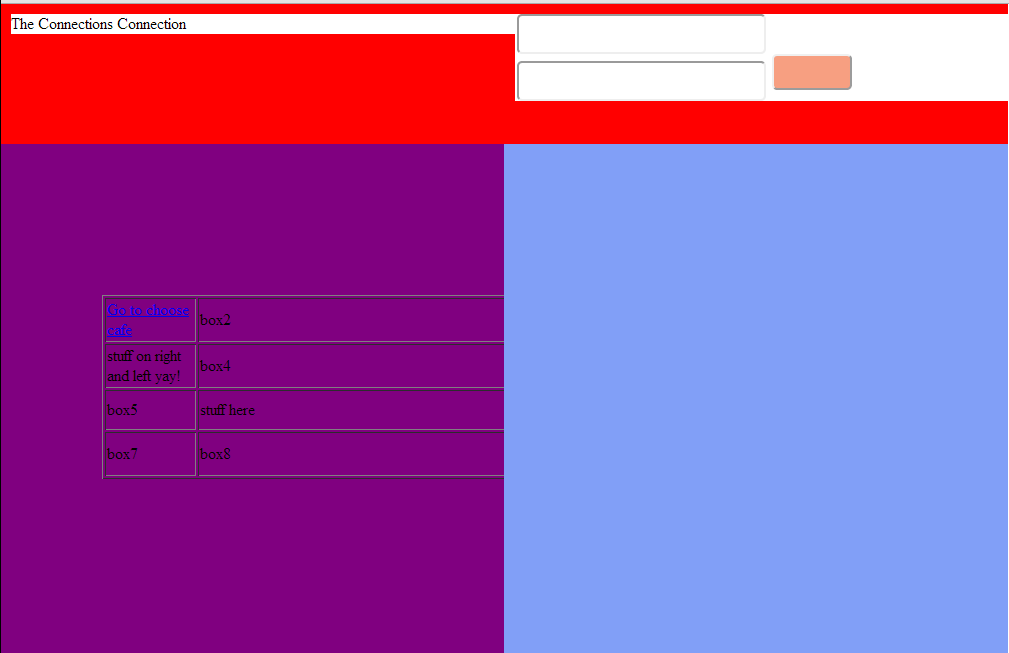 The Connections Connection
Go to choose
cafe
box2
stuff on right
and left yay!
box4
box5
stuff here
box7
box8